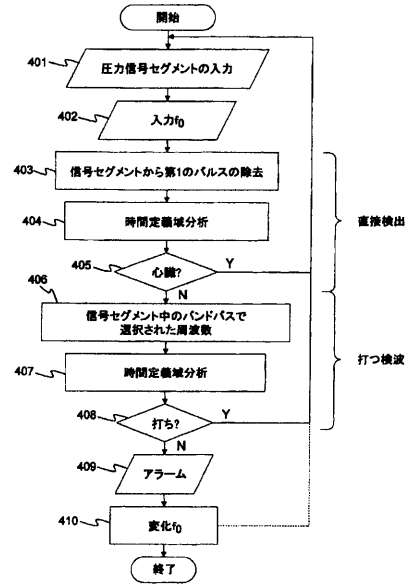 開始
401
圧力信号セグメントの入力
402
入力f₀
403
信号セグメントから第1のパルスの除去
404
時間定義域分析
直接検出
405
心臓?
Y
N
406
信号セグメント中のバンドパスで
選択された周波数
打つ検波
407
時間定義域分析
408
打ち?
Y
N
409
アラーム
410
変化f₀
終了